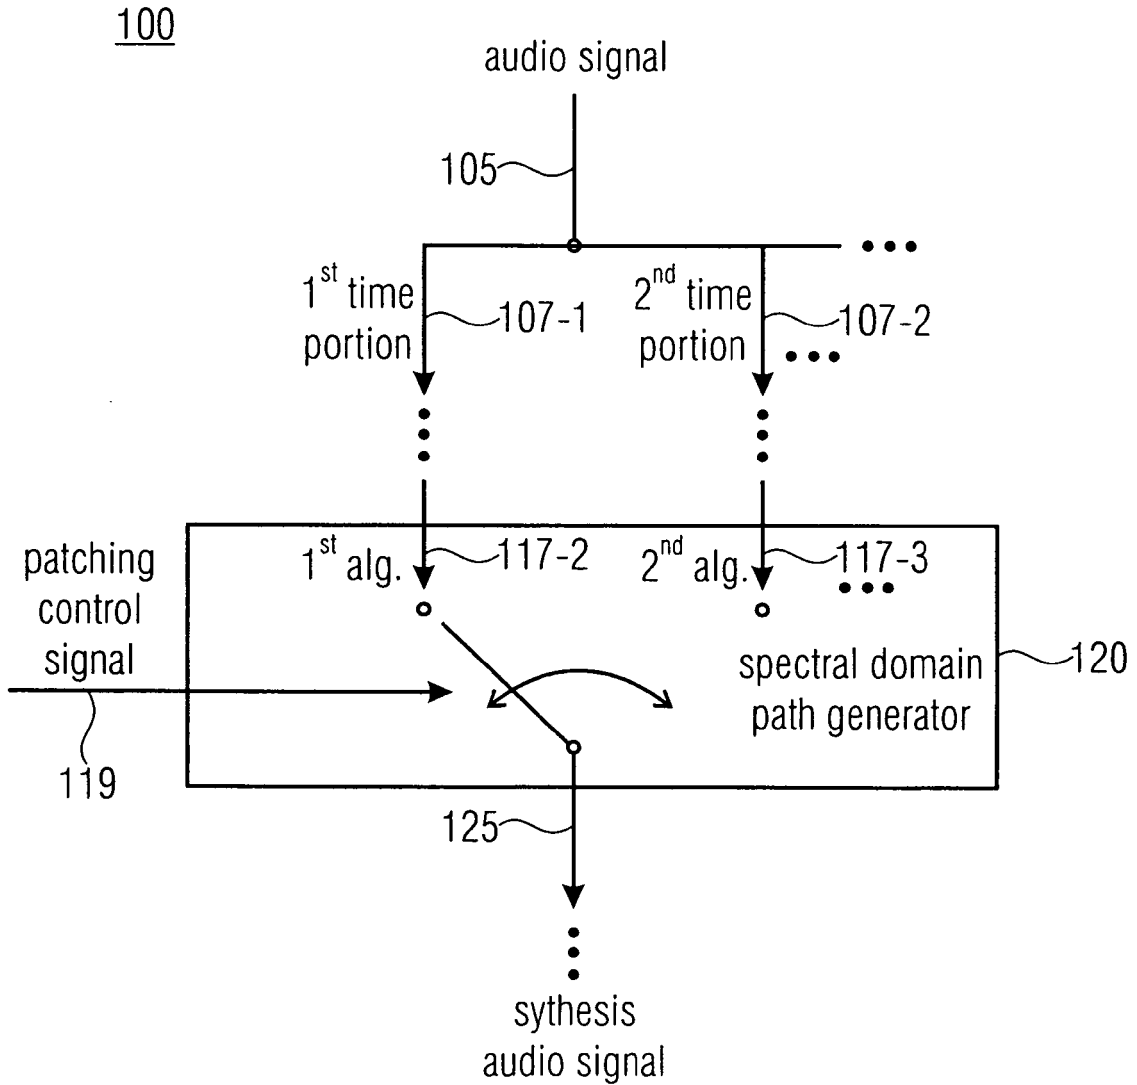 100
audio signal
105
1st time
portion
107-1
2nd time
portion
107-2
1st alg.
117-2
2nd alg.
117-3
patching
control
signal
119
spectral domain
path generator
120
125
sythesis
audio signal